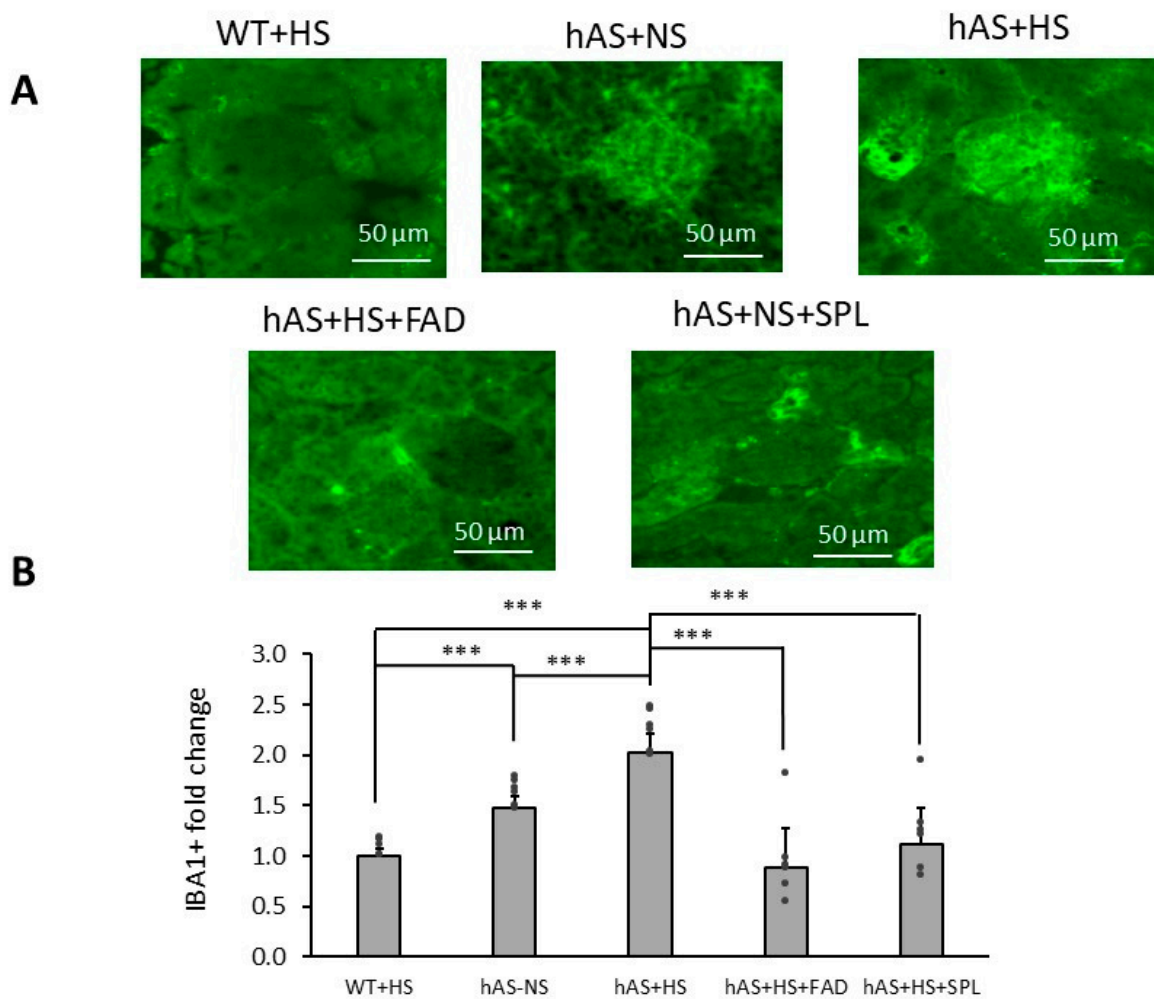 WT+HS
hAS+NS
hAS+HS
A
50 µm
50 µm
50 µm
hAS+HS+FAD
hAS+NS+SPL
50 µm
50 µm
B
***
***
***
***
***
3.0
2.5
2.0
1.5
1.0
0.5
0.0
IBA1+ fold change
WT+HS
hAS-NS
hAS+HS
hAS+HS+FAD
hAS+HS+SPL